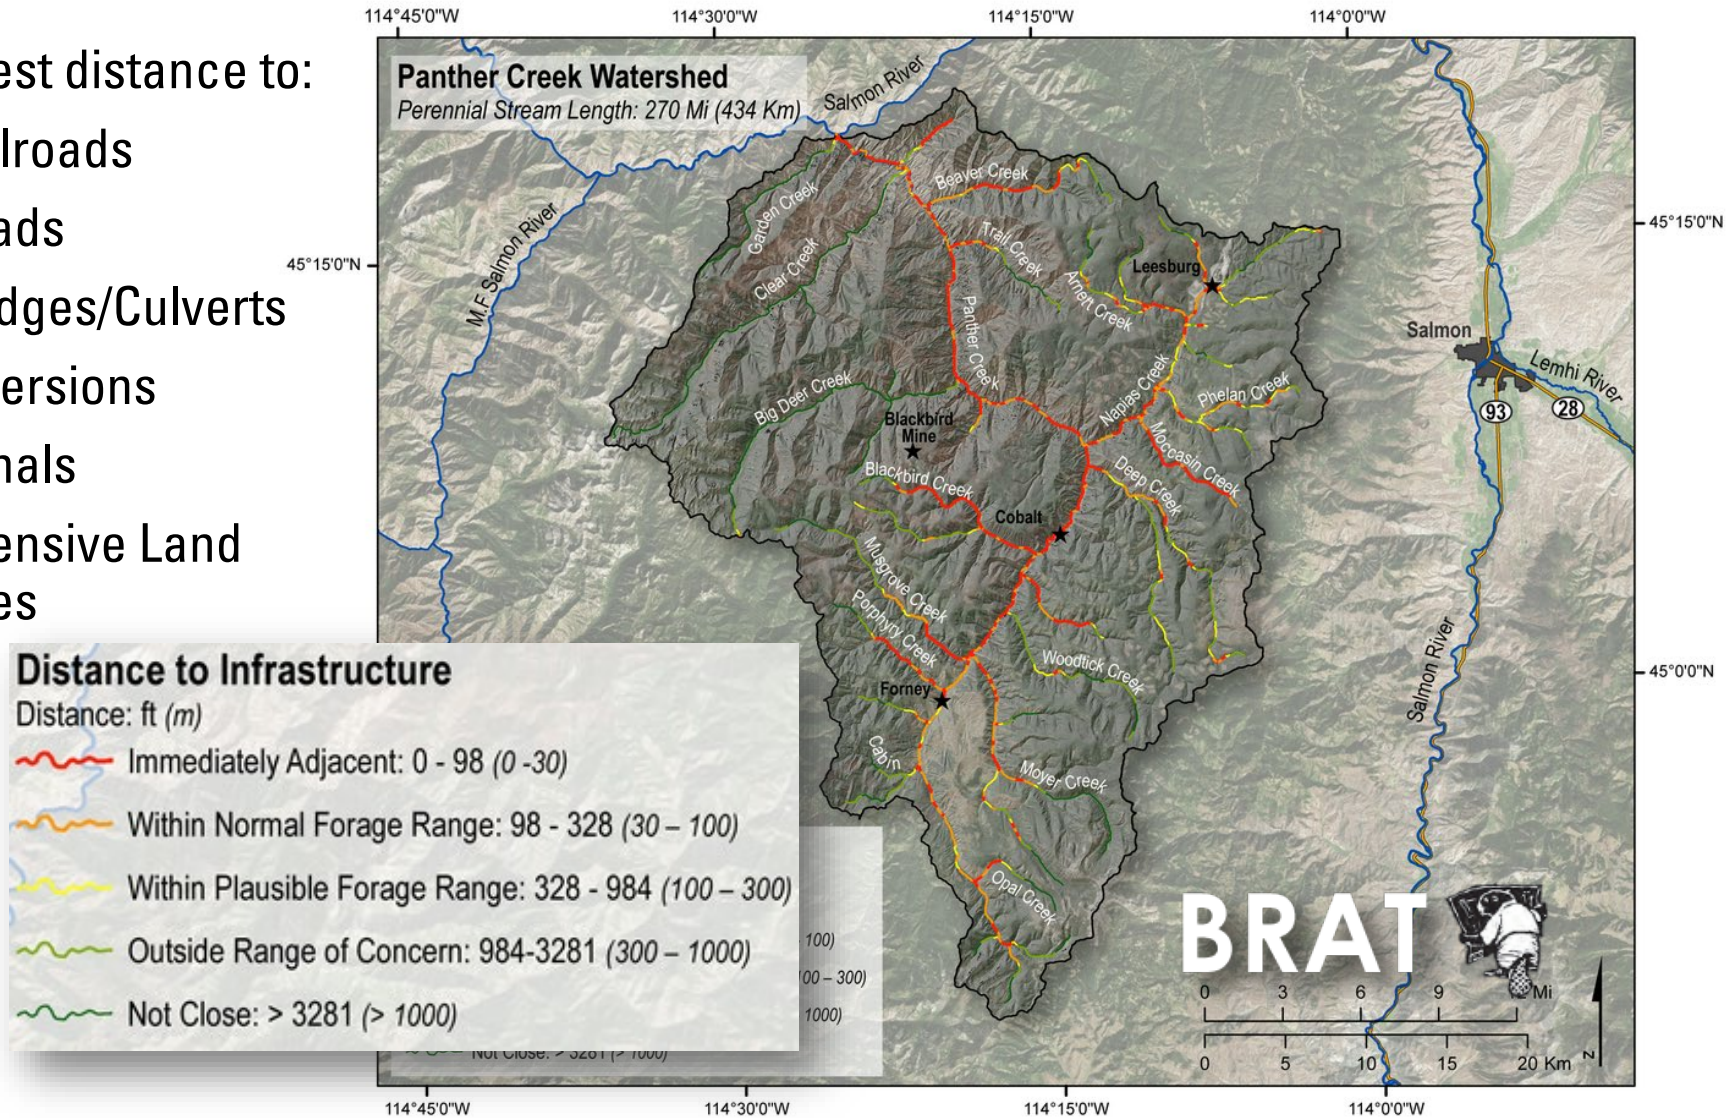 est distance to:
lroads
ads
dges/Culverts
ersions
nals
ensive Land
es
114°45'0"W
114°30'0"W
114°15'0"W
114°0'0"W
Panther Creek Watershed
Perennial Stream Length: 270 Mi (434 Km)
Salmon River
M.F Salmon River
45°15'0"N
45°15'0"N
Garden Creek
Clear Creek
Beaver Creek
Trail Creek
Arnett Creek
Leesburg
Panther Creek
Napias Creek
Phelan Creek
Big Deer Creek
Blackbird
Mine
Blackbird Creek
Moccasin Creek
Deep Creek
Cobalt
Musgrove Creek
Porphyry Creek
Woodtick Creek
Forney
Cabin
Moyer Creek
Opal Creek
Salmon
Lemhi River
93
28
Salmon River
45°0'0"N
Distance to Infrastructure
Distance: ft (m)
Immediately Adjacent: 0 - 98 (0 -30)
Within Normal Forage Range: 98 - 328 (30 – 100)
Within Plausible Forage Range: 328 - 984 (100 – 300)
Outside Range of Concern: 984-3281 (300 – 1000)
Not Close: > 3281 (> 1000)
100)
00 – 300)
1000)
Not Close: > 3281 (> 1000)
BRAT
0 3 6 9 Mi
0 5 10 15 20 Km
N
114°45'0"W
114°30'0"W
114°15'0"W
114°0'0"W